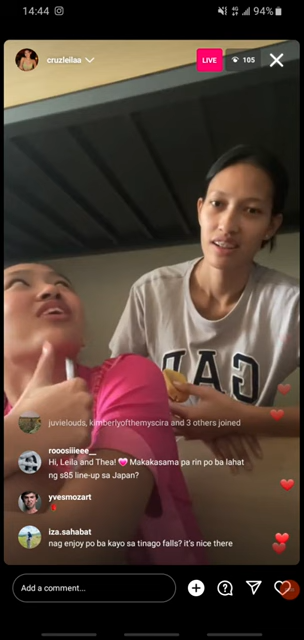 14:44
94%
cruzleilaa
LIVE
105
GAP
juvielouds, kimberlyofthemyscira and 3 others joined
rooosiiieee__
Hi, Leila and Thea! 💗 Makakasama pa rin po ba lahat
ng s85 line-up sa Japan?
yvesmozart
🌹
iza.sahabat
nag enjoy po ba kayo sa tinago falls? it's nice there
Add a comment...